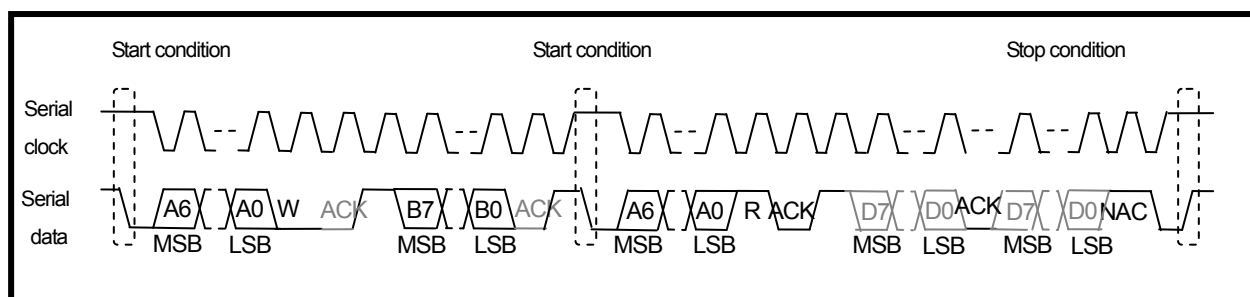 Start condition Start condition Stop condition
Serial
clock
Serial A6 A0 W ACK B7 B0 ACK A6 A0 R ACK D7 D0 ACK D7 D0 NAC
data MSB LSB MSB LSB MSB LSB MSB LSB MSB LSB